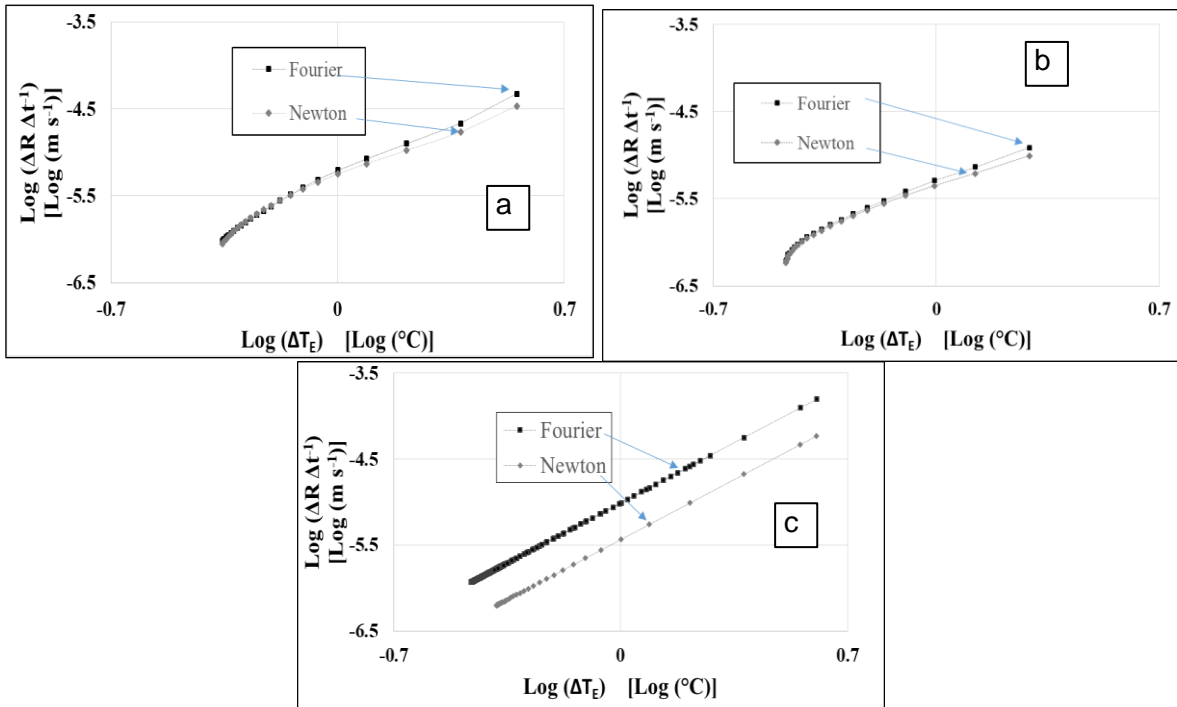 -3.5
Fourier
-4.5
Newton
Log (ΔR Δt⁻¹)
[Log (m s⁻¹)]
-5.5
a
-6.5
-0.7
0
0.7
Log (ΔT_E) [Log (°C)]
-3.5
b
-4.5
Fourier
Newton
Log (ΔR Δt⁻¹)
[Log (m s⁻¹)]
-5.5
-6.5
-0.7
0
0.7
Log (ΔT_E) [Log (°C)]
-3.5
Fourier
-4.5
Newton
Log (ΔR Δt⁻¹)
[Log (m s⁻¹)]
c
-5.5
-6.5
-0.7
0
0.7
Log (ΔT_E) [Log (°C)]